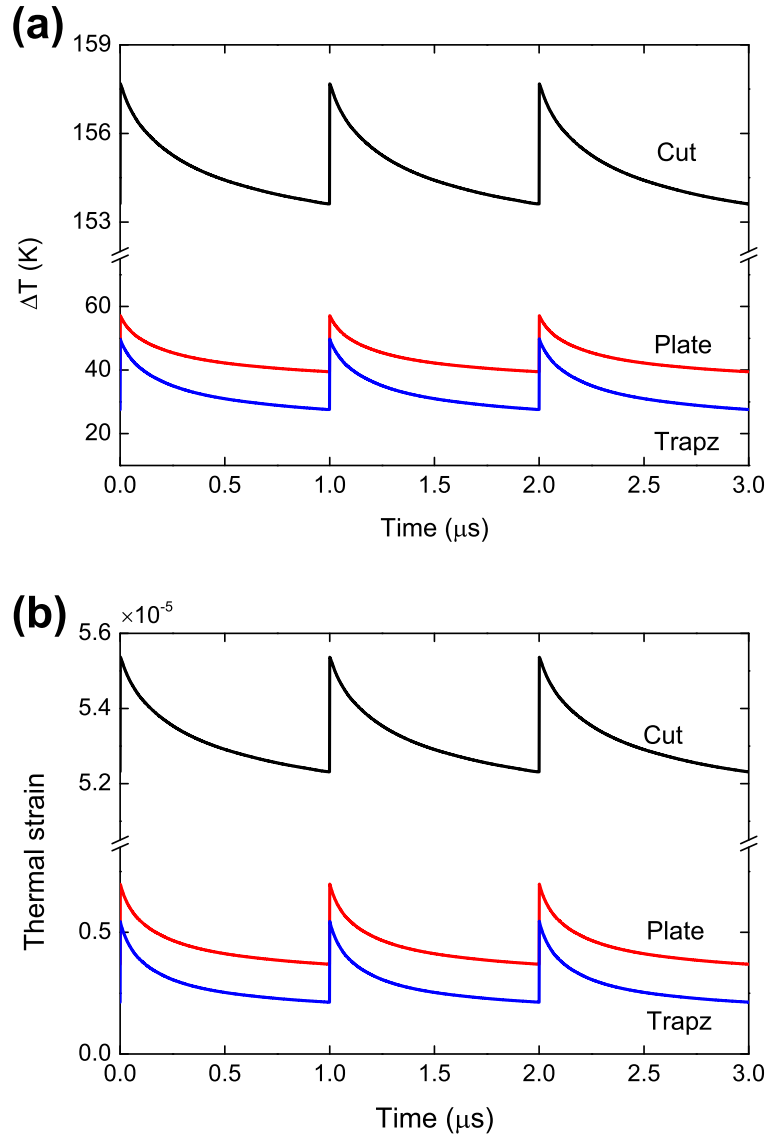 (a)
159
156
153
60
40
20
ΔT (K)
Cut
Plate
Trapz
0.0 0.5 1.0 1.5 2.0 2.5 3.0
Time (μs)
(b)
×10-5
5.6
5.4
5.2
0.5
0.0
Thermal strain
Cut
Plate
Trapz
0.0 0.5 1.0 1.5 2.0 2.5 3.0
Time (μs)